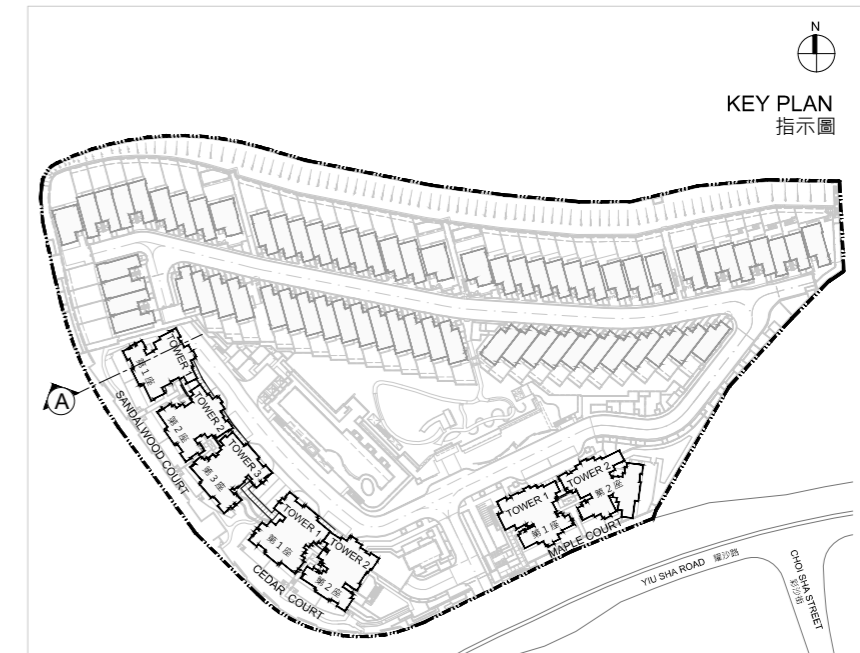 N
KEY PLAN
指示圖
TOWER 1
第1座
A
SANDALWOOD COURT
TOWER 2
第2座
TOWER 3
第3座
TOWER 1
第1座
TOWER 2
第2座
CEDAR COURT
TOWER 1
第1座
TOWER 2
第2座
MAPLE COURT
YIU SHA ROAD 耀沙路
CHOI SHA STREET
彩沙街